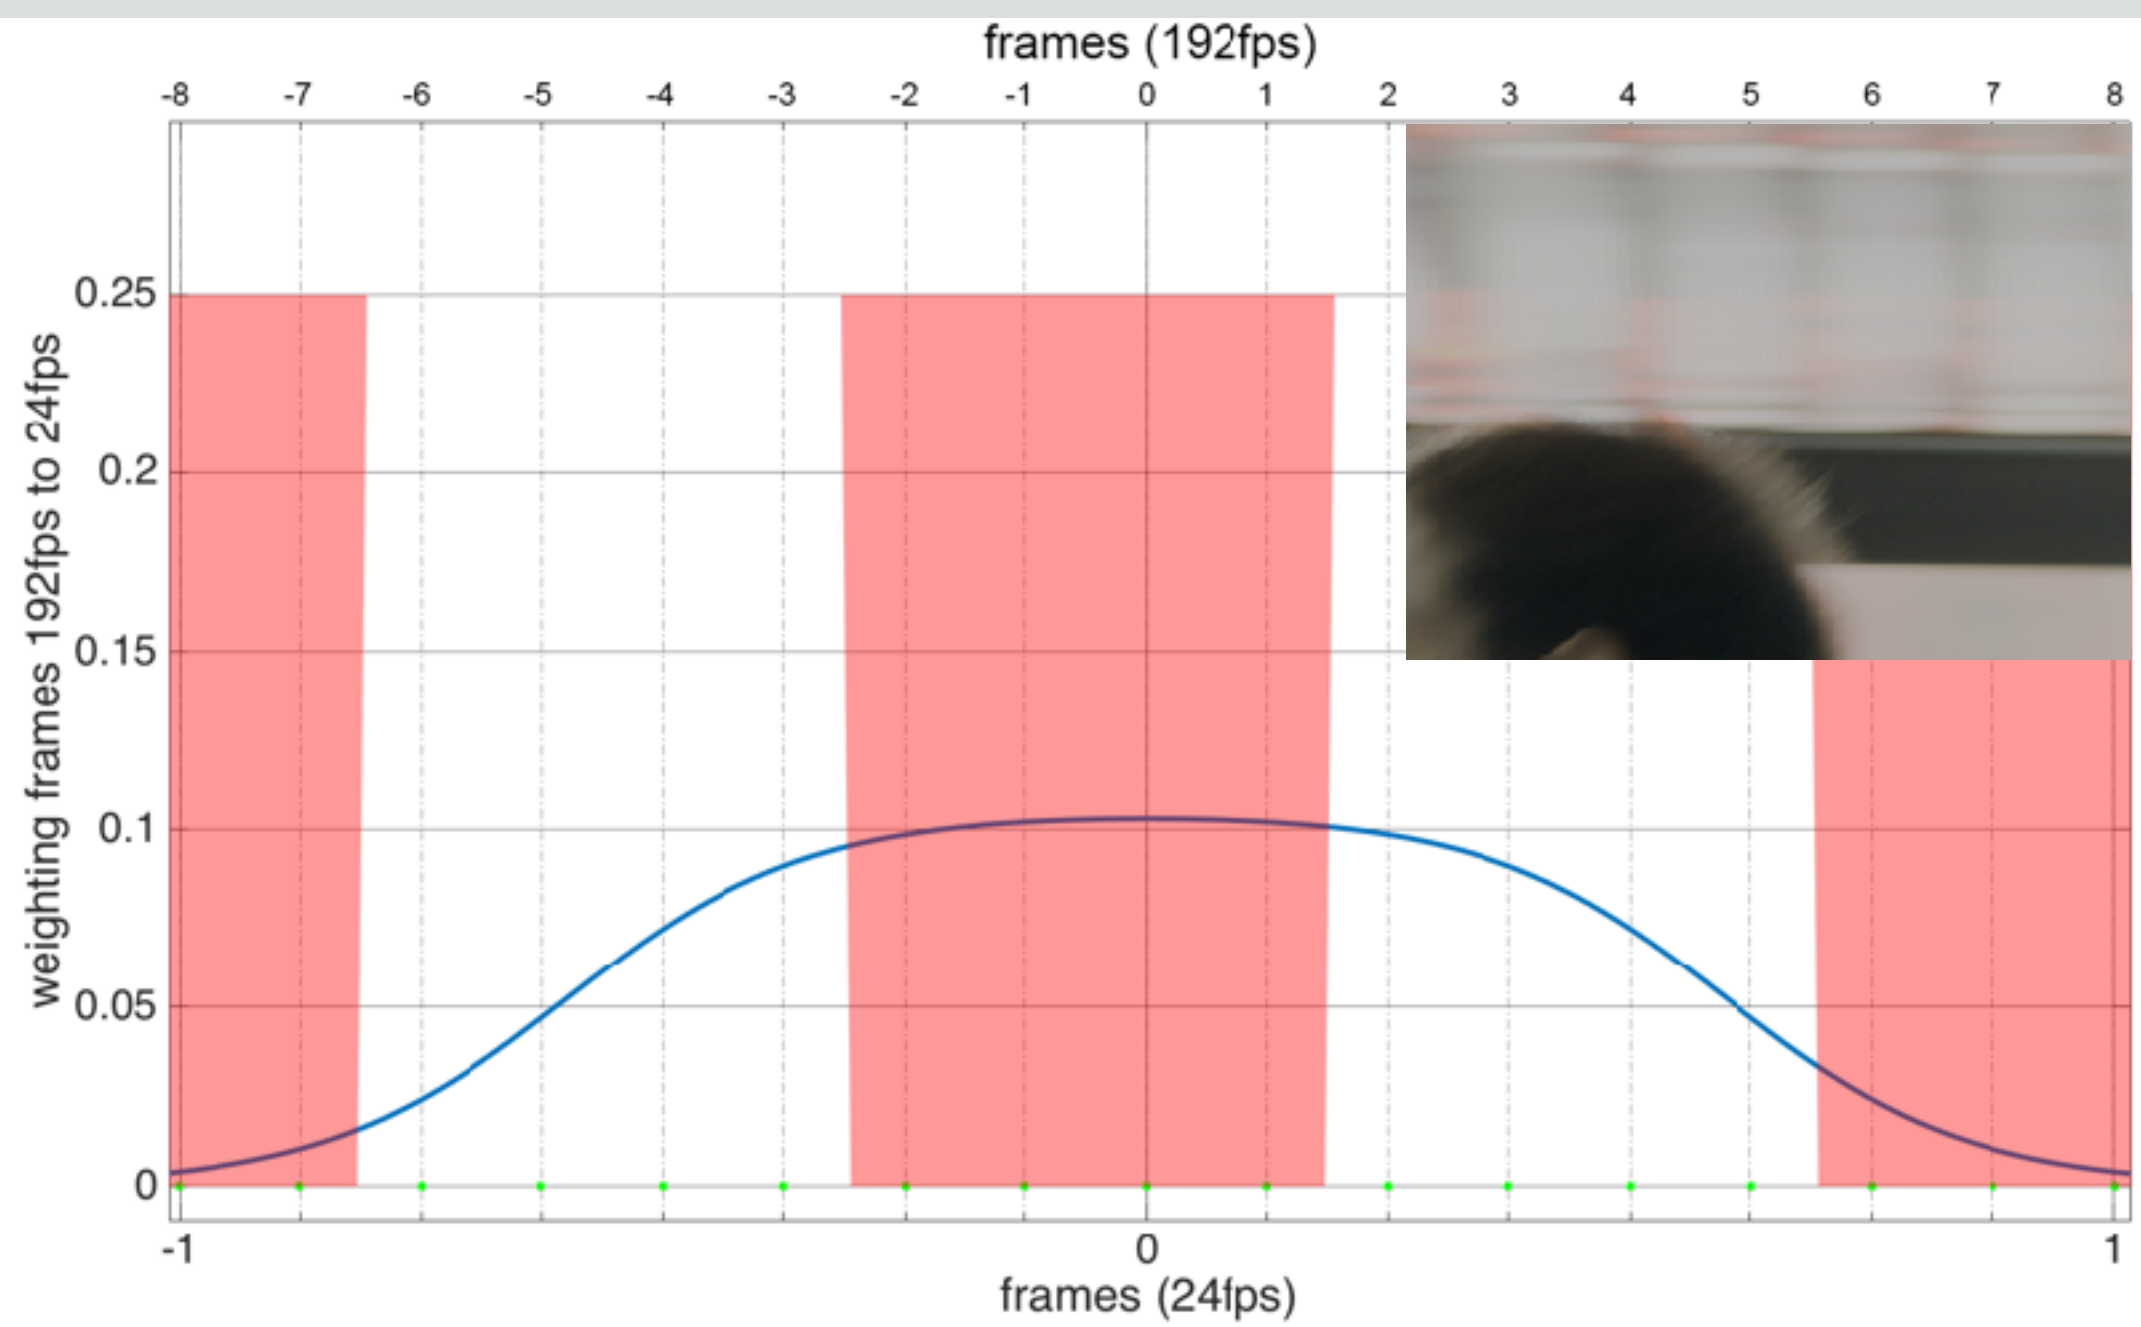 frames (192fps)
-8 -7 -6 -5 -4 -3 -2 -1 0 1 2 3 4 5 6 7 8
0.25
0.2
0.15
0.1
0.05
0
weighting frames 192fps to 24fps
-1 0 1
frames (24fps)